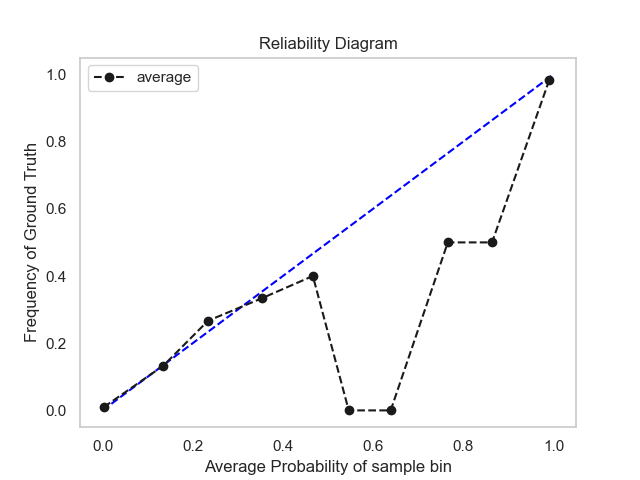 Reliability Diagram
average
Frequency of Ground Truth
1.0
0.8
0.6
0.4
0.2
0.0
0.0 0.2 0.4 0.6 0.8 1.0
Average Probability of sample bin